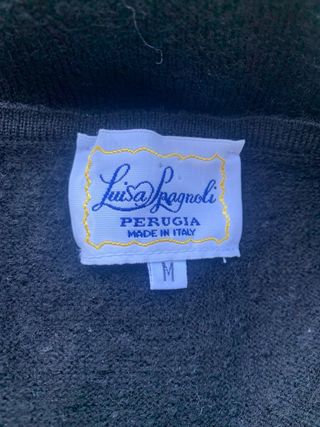 Luisa Spagnoli
PERUGIA
MADE IN ITALY
M